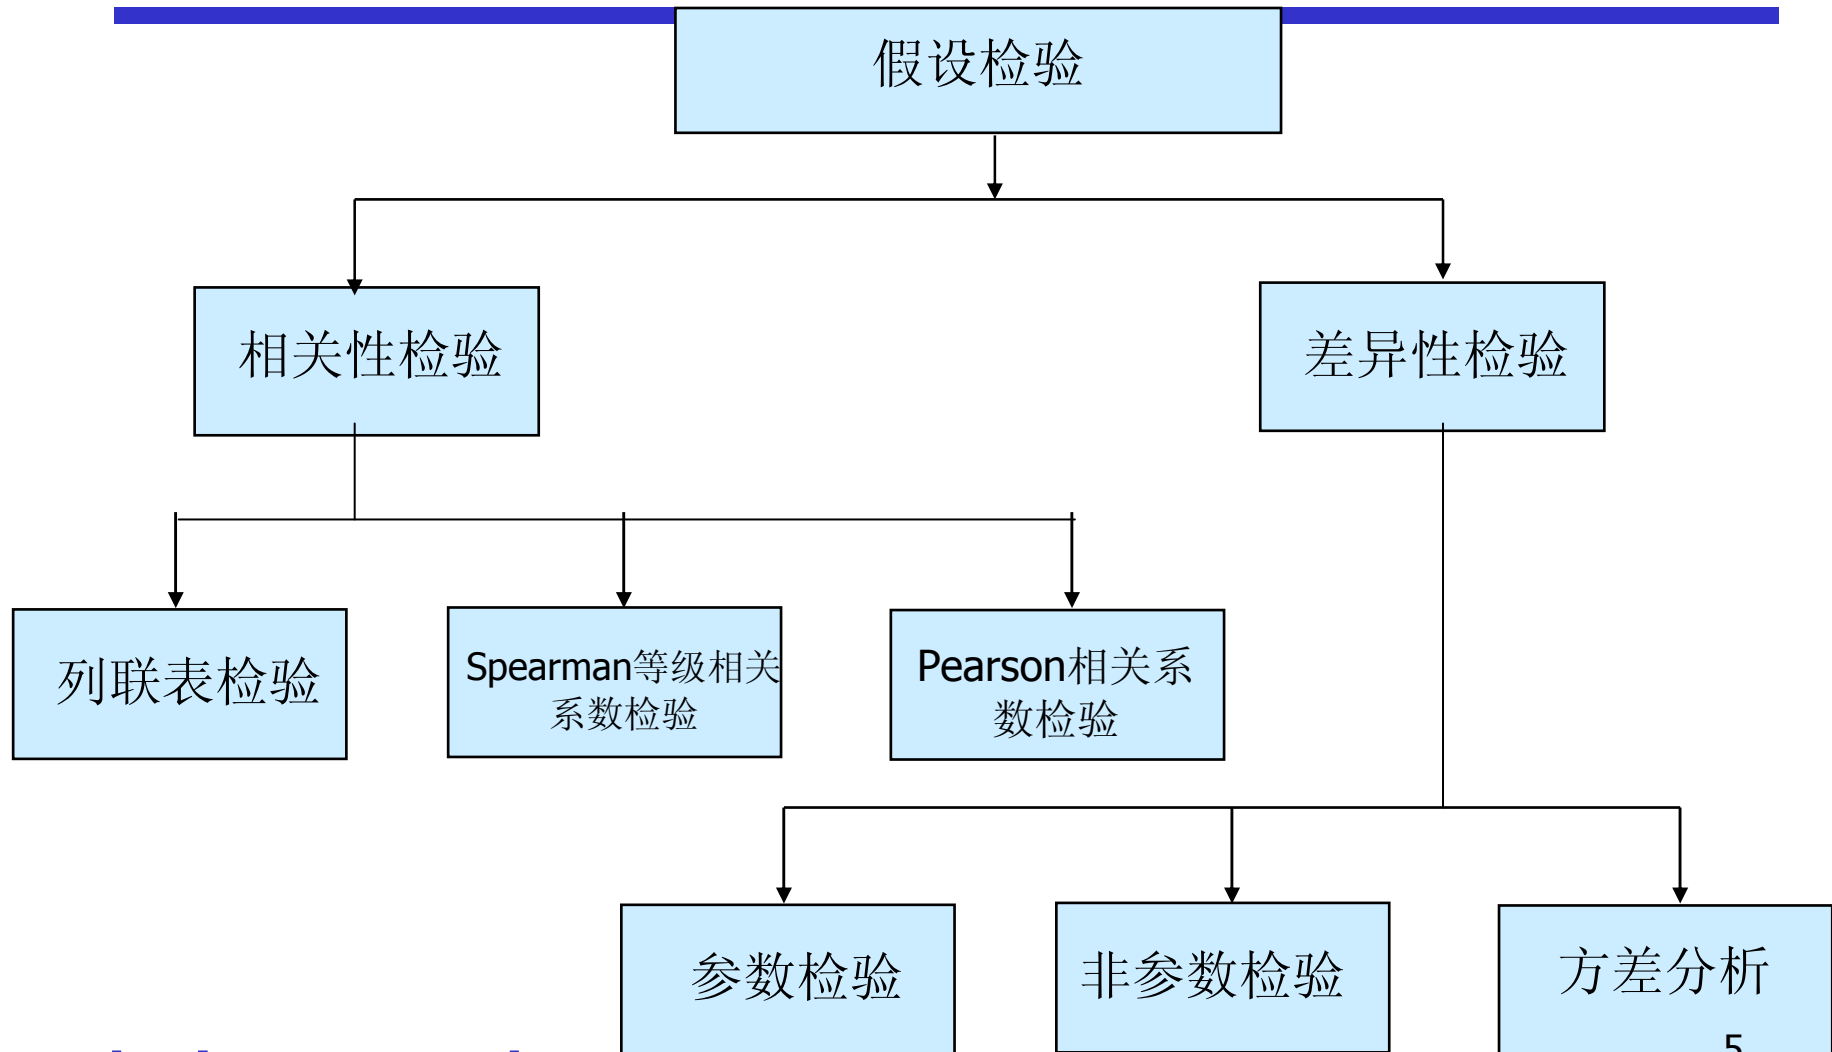 假设检验
相关性检验
差异性检验
列联表检验
Spearman等级相关
系数检验
Pearson相关系
数检验
参数检验
非参数检验
方差分析
5